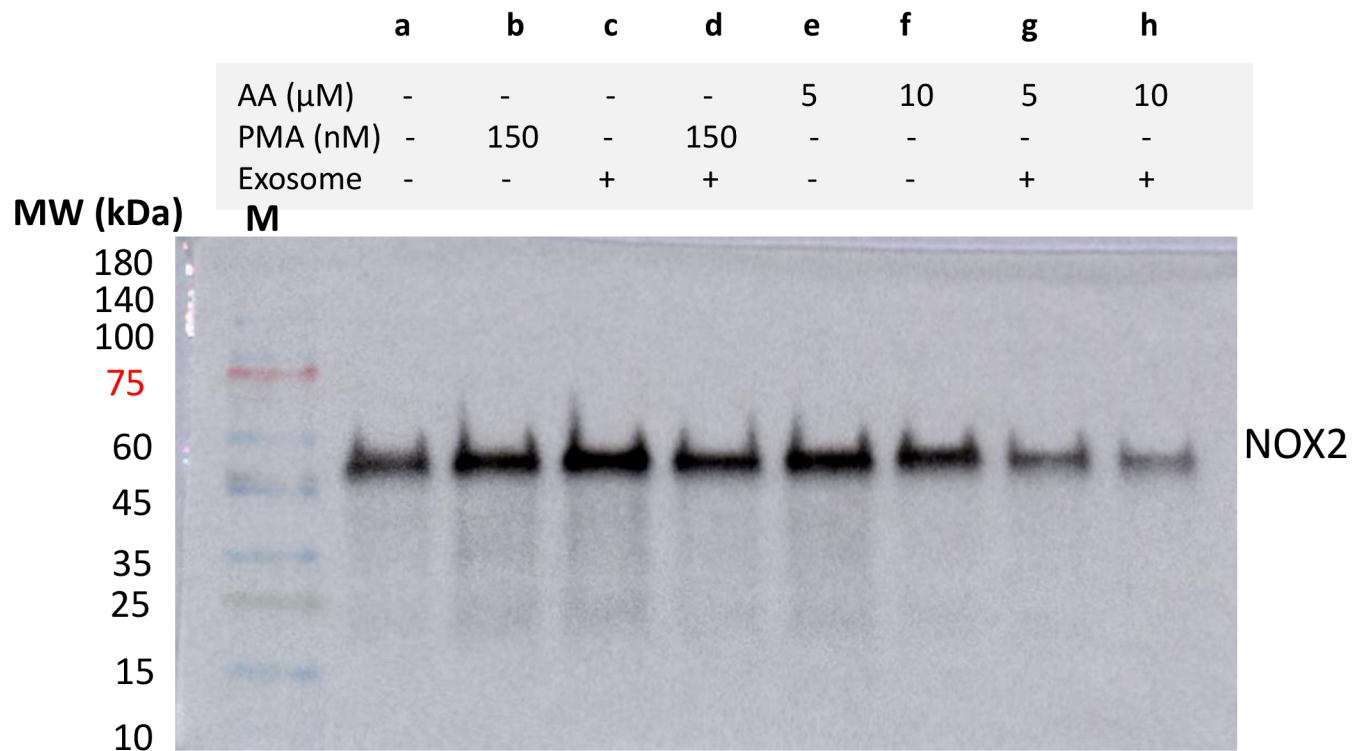 a b c d e f g h
AA (μM) - - - - 5 10 5 10
PMA (nM) - 150 - 150 - - - -
Exosome - - + + - - + +
MW (kDa) M
180
140
100
75
60 NOX2
45
35
25
15
10